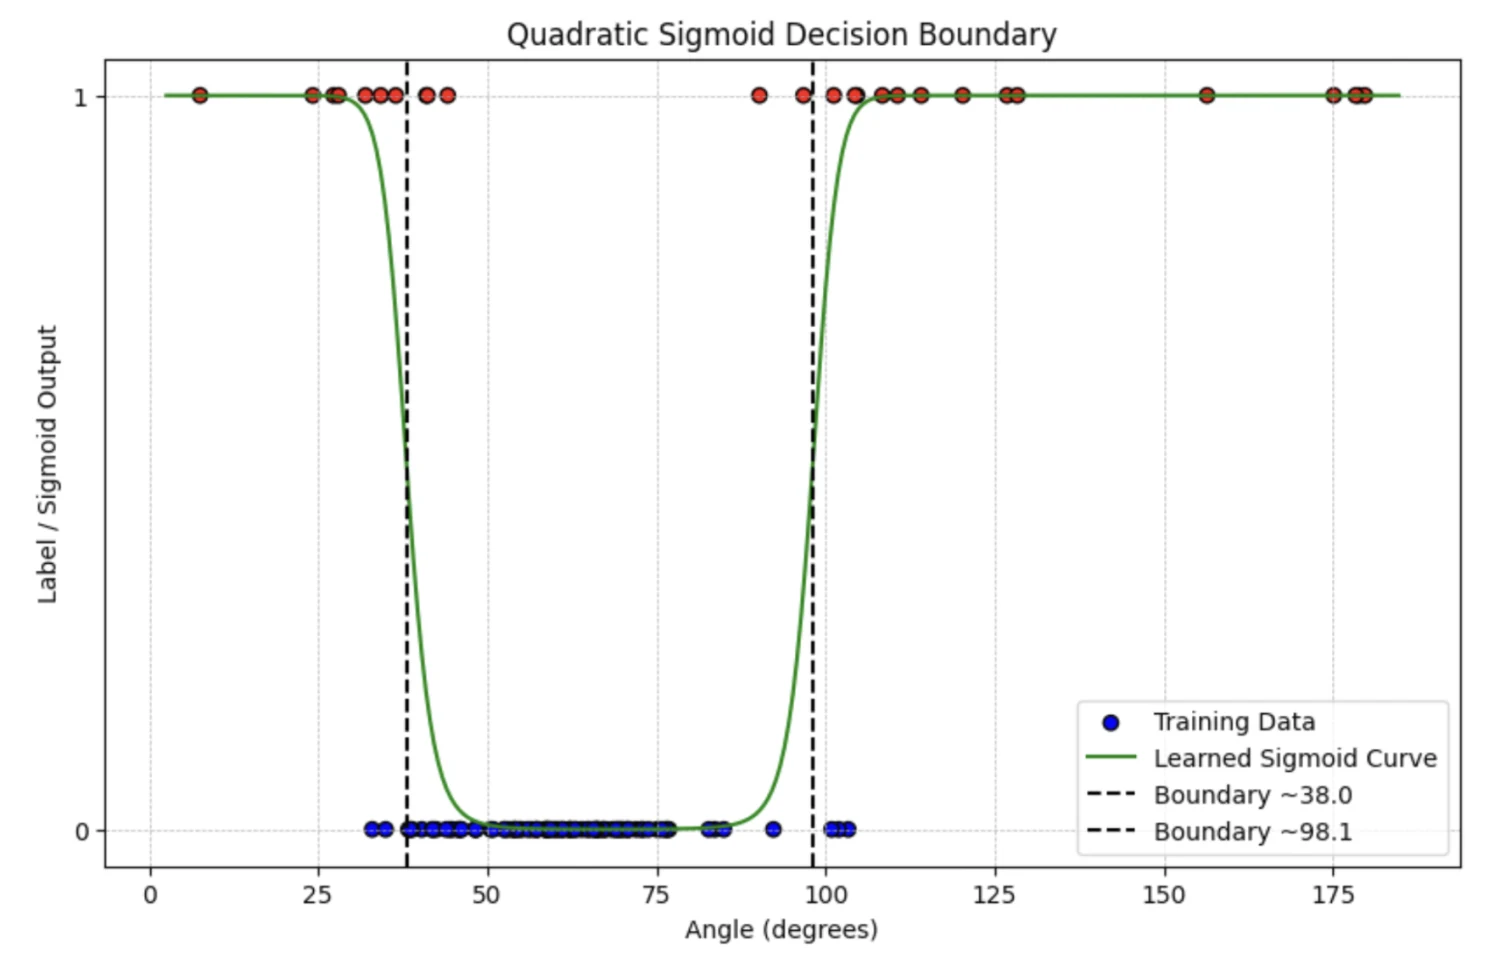 Quadratic Sigmoid Decision Boundary
Label / Sigmoid Output
1
0
0
25
50
75
100
125
150
175
Angle (degrees)
Training Data
Learned Sigmoid Curve
Boundary ~38.0
Boundary ~98.1